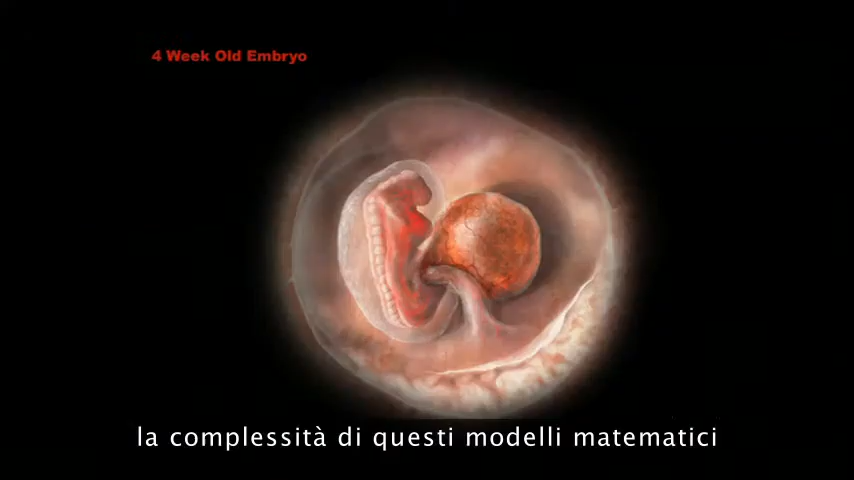 4 Week Old Embryo
la complessità di questi modelli matematici